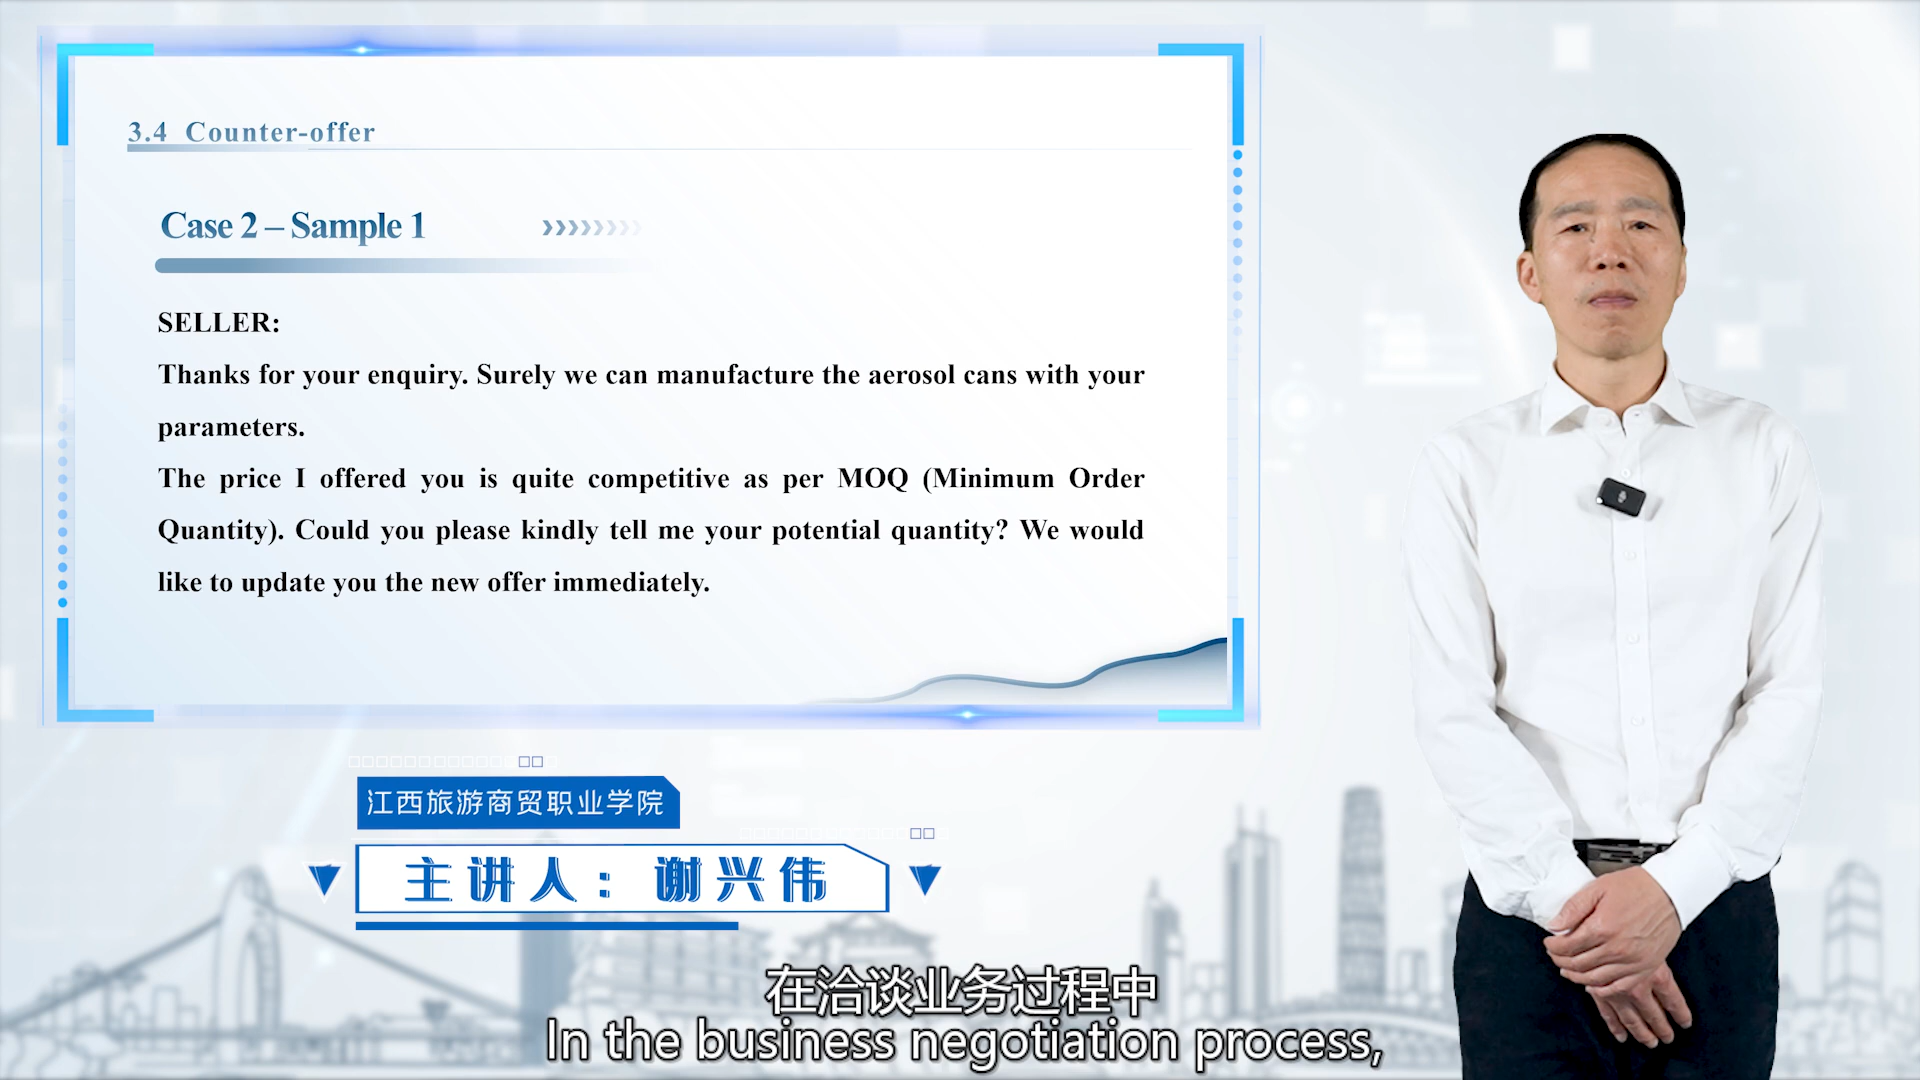 3.4 Counter-offer
Case 2 – Sample 1
SELLER:
Thanks for your enquiry. Surely we can manufacture the aerosol cans with your
parameters.
The price I offered you is quite competitive as per MOQ (Minimum Order
Quantity). Could you please kindly tell me your potential quantity? We would
like to update you the new offer immediately.
江西旅游商贸职业学院
主讲人：谢兴伟
在洽谈业务过程中
In the business negotiation process,